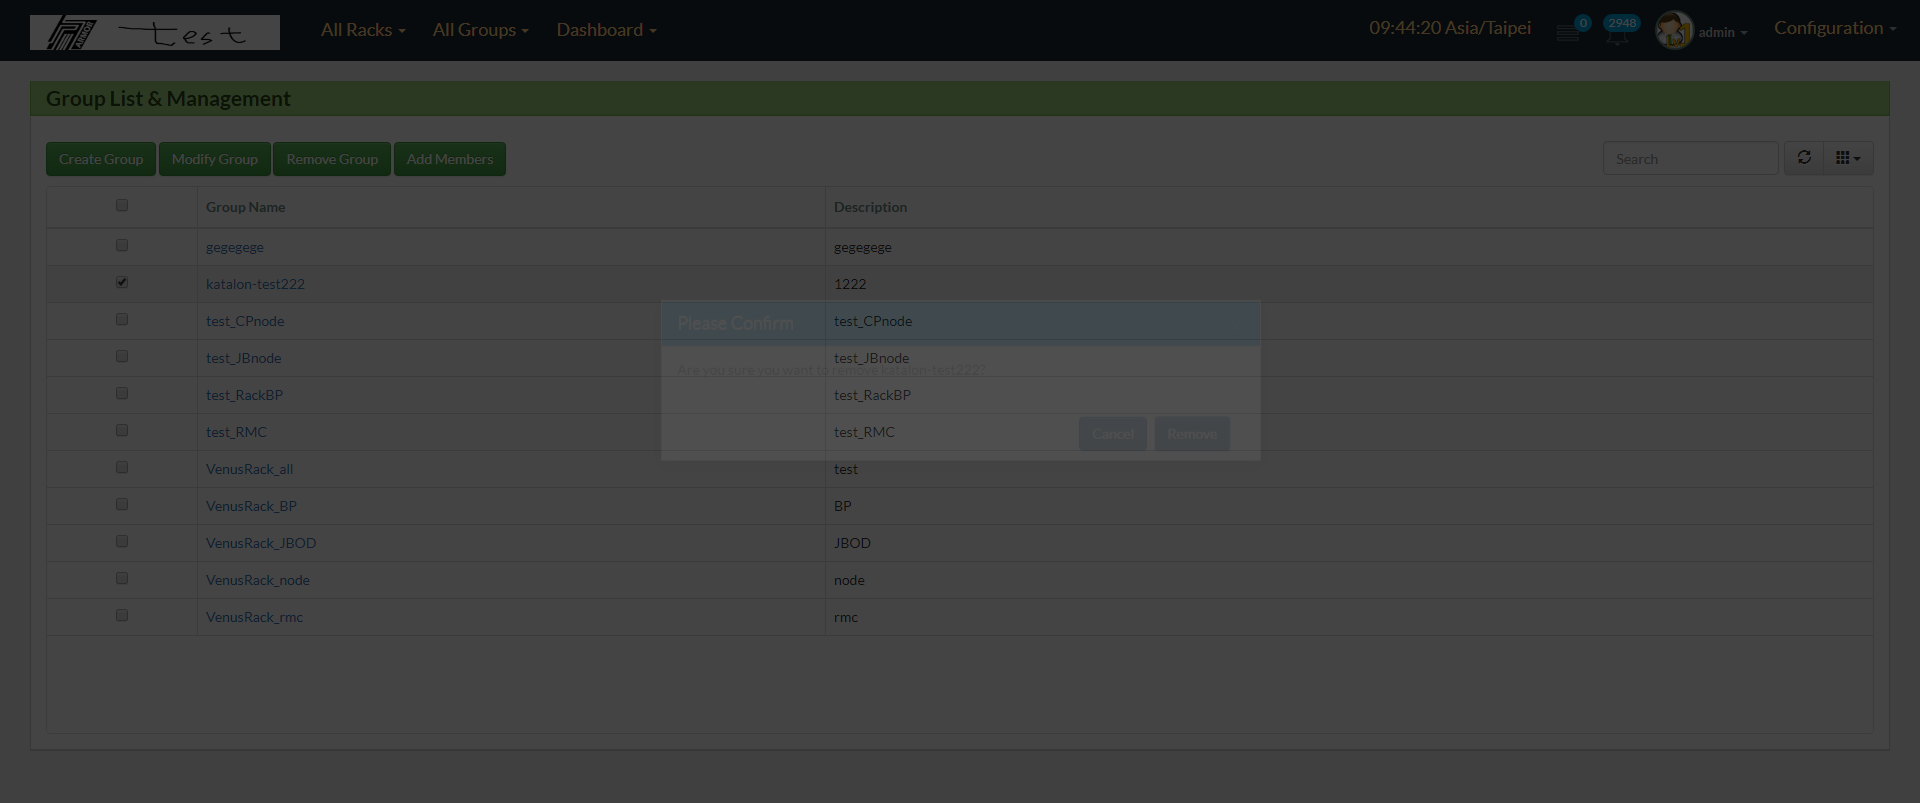 ARMOR test All Racks All Groups Dashboard 09:44:20 Asia/Taipei 0 2948 admin Configuration
Group List & Management
Create Group Modify Group Remove Group Add Members Search
Group Name Description
gegegege gegegege
katalon-test222 1222
test_CPnode test_CPnode
test_JBnode test_JBnode
test_RackBP test_RackBP
test_RMC test_RMC
VenusRack_all test
VenusRack_BP BP
VenusRack_JBOD JBOD
VenusRack_node node
VenusRack_rmc rmc
Please Confirm
Are you sure you want to remove katalon-test222?
Cancel Remove